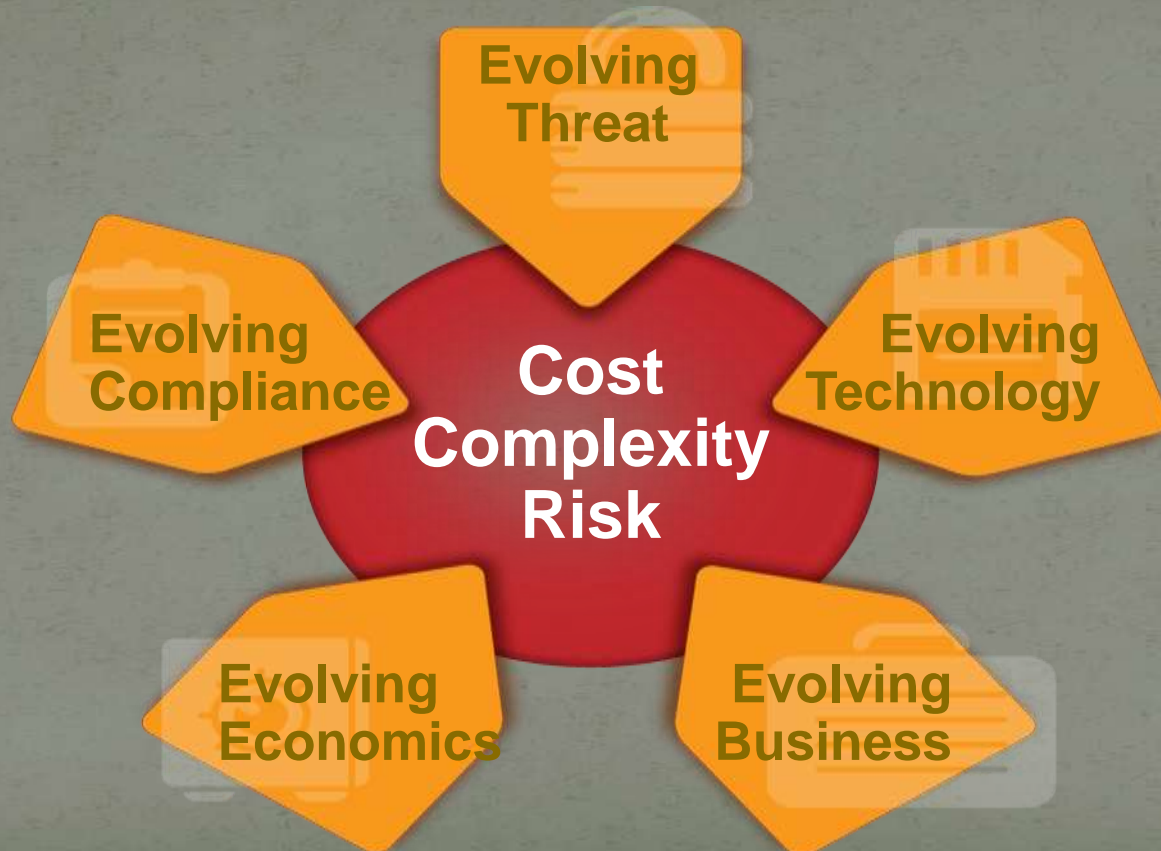 Evolving
Threat
Evolving
Compliance
Evolving
Technology
Cost
Complexity
Risk
Evolving
Economics
Evolving
Business